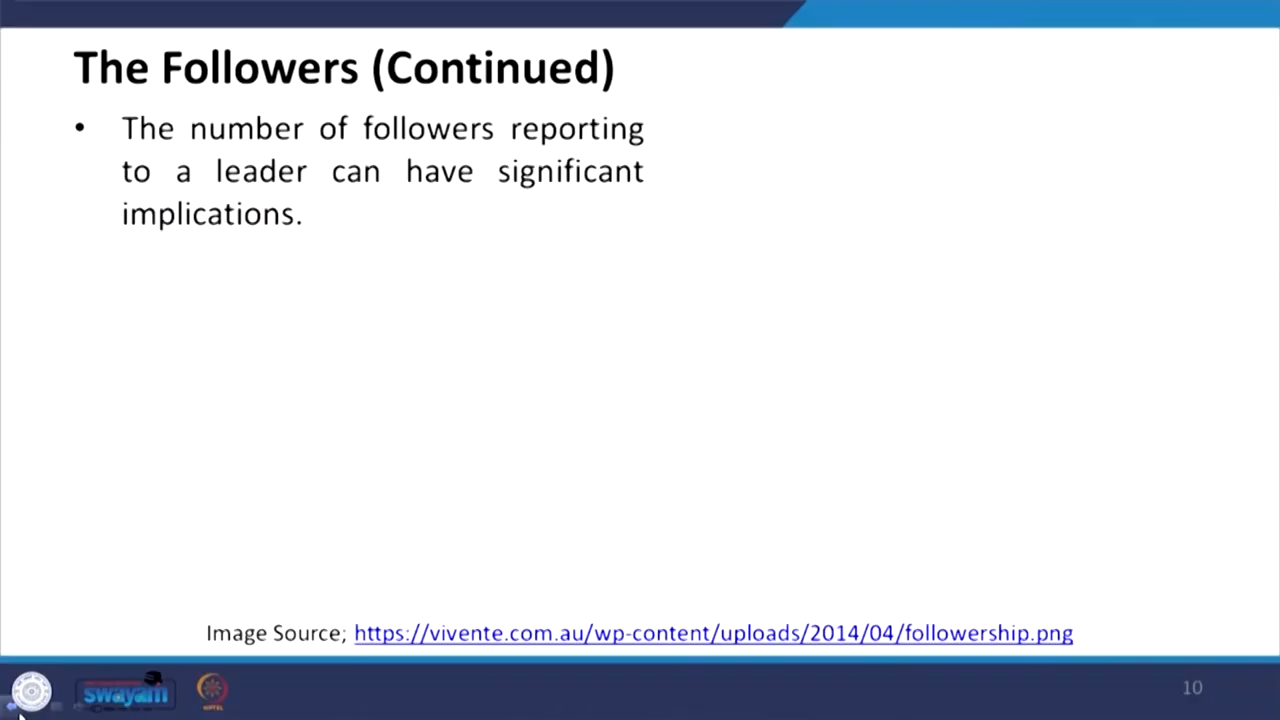 The Followers (Continued)
• The number of followers reporting
to a leader can have significant
implications.
Image Source; https://vivente.com.au/wp-content/uploads/2014/04/followership.png
swayam
10